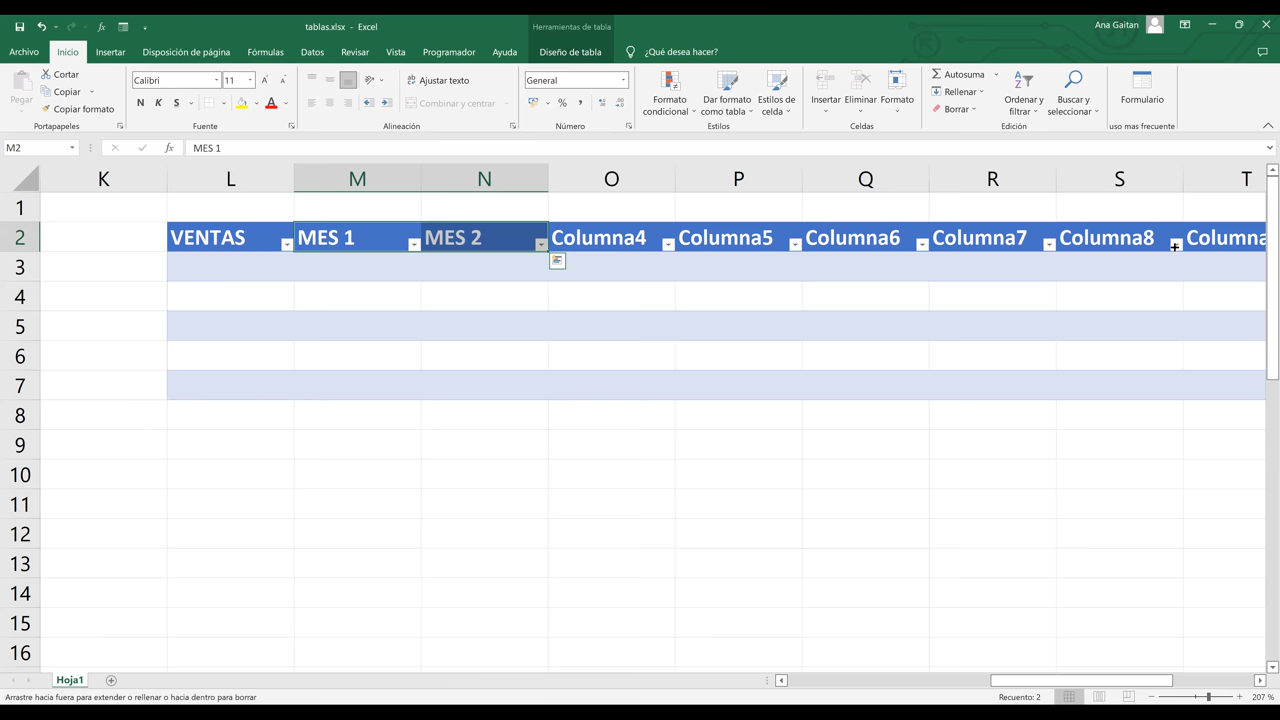 tablas.xlsx - Excel
Herramientas de tabla
Ana Gaitan
Archivo Inicio Insertar Disposición de página Fórmulas Datos Revisar Vista Programador Ayuda Diseño de tabla ¿Qué desea hacer?
Pegar
Cortar
Copiar
Copiar formato
Portapapeles
Calibri 11
N K S
Fuente
Ajustar texto
Combinar y centrar
Alineación
General
% 
Número
Formato condicional
Dar formato como tabla
Estilos de celda
Estilos
Insertar Eliminar Formato
Celdas
Autosuma
Rellenar
Borrar
Ordenar y filtrar
Buscar y seleccionar
Edición
Formulario
uso mas frecuente
M2 fx MES 1
K L M N O P Q R S T
1
2 VENTAS MES 1 MES 2 Columna4 Columna5 Columna6 Columna7 Columna8 Columna
3
4
5
6
7
8
9
10
11
12
13
14
15
16
Hoja1
Arrastre hacia fuera para extender o rellenar o hacia dentro para borrar Recuento: 2 207 %